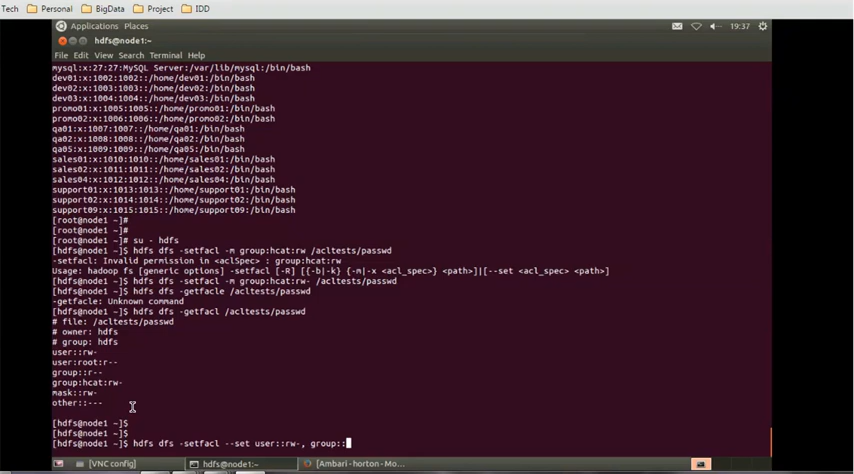 Tech Personal BigData Project IDD
Applications Places 19:37
hdfs@node1:~
File Edit View Search Terminal Help
mysql:x:27:27:MySQL Server:/var/lib/mysql:/bin/bash
dev01:x:1002:1002::/home/dev01:/bin/bash
dev02:x:1003:1003::/home/dev02:/bin/bash
dev03:x:1004:1004::/home/dev03:/bin/bash
promo01:x:1005:1005::/home/promo01:/bin/bash
promo02:x:1006:1006::/home/promo02:/bin/bash
qa01:x:1007:1007::/home/qa01:/bin/bash
qa02:x:1008:1008::/home/qa02:/bin/bash
qa05:x:1009:1009::/home/qa05:/bin/bash
sales01:x:1010:1010::/home/sales01:/bin/bash
sales02:x:1011:1011::/home/sales02:/bin/bash
sales04:x:1012:1012::/home/sales04:/bin/bash
support01:x:1013:1013::/home/support01:/bin/bash
support02:x:1014:1014::/home/support02:/bin/bash
support09:x:1015:1015::/home/support09:/bin/bash
[root@node1 ~]#
[root@node1 ~]#
[root@node1 ~]# su - hdfs
[hdfs@node1 ~]$ hdfs dfs -setfacl -m group:hcat:rw /acltests/passwd
-setfacl: Invalid permission in <aclSpec> : group:hcat:rw
Usage: hadoop fs [generic options] -setfacl [-R] [{-b|-k} {-m|-x <acl_spec>} <path>]|[--set <acl_spec> <path>]
[hdfs@node1 ~]$ hdfs dfs -setfacl -m group:hcat:rw- /acltests/passwd
[hdfs@node1 ~]$ hdfs dfs -getfacle /acltests/passwd
-getfacle: Unknown command
[hdfs@node1 ~]$ hdfs dfs -getfacl /acltests/passwd
# file: /acltests/passwd
# owner: hdfs
# group: hdfs
user::rw-
user:root:r--
group::r--
group:hcat:rw-
mask::rw-
other::---
[hdfs@node1 ~]$
[hdfs@node1 ~]$
[hdfs@node1 ~]$ hdfs dfs -setfacl --set user::rw-, group::
[VNC config] hdfs@node1:~ [Ambari - horton - Mo...